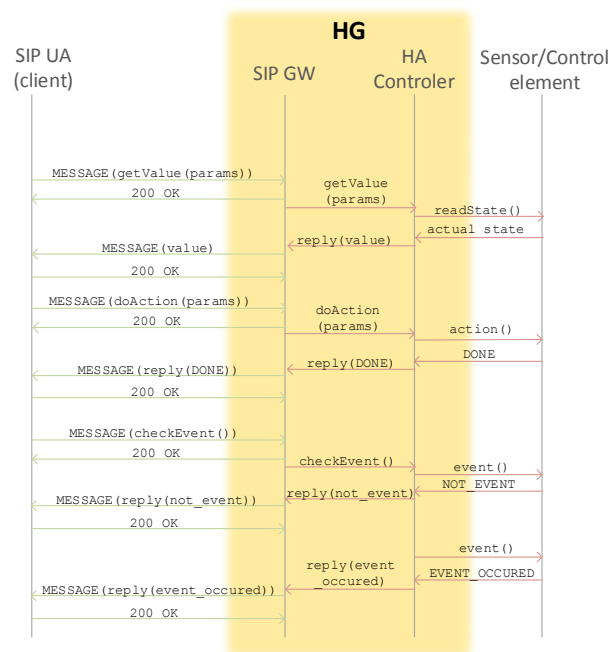 HG
SIP UA
(client)
SIP GW
HA
Controler
Sensor/Control
element
MESSAGE(getValue(params))
200 OK
getValue
(params)
readState()
actual state
reply(value)
MESSAGE(value)
200 OK
MESSAGE(doAction(params))
200 OK
doAction
(params)
action()
DONE
reply(DONE)
MESSAGE(reply(DONE))
200 OK
MESSAGE(checkEvent())
200 OK
checkEvent()
event()
NOT_EVENT
reply(not_event)
MESSAGE(reply(not_event))
200 OK
event()
EVENT_OCCURED
reply(event
_occured)
MESSAGE(reply(event_occured))
200 OK